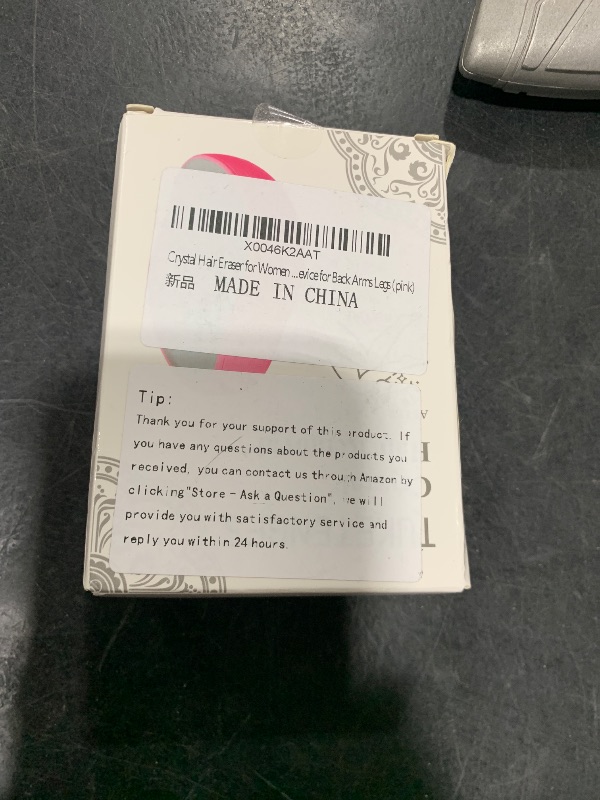 X0046K2AAT
Crystal Hair Eraser for Women ...evice for Back Arms Legs (pink)
新品 MADE IN CHINA
Tip:
Thank you for your support of this product. If
you have any questions about the products you
received, you can contact us through Amazon by
clicking"Store - Ask a Question", we will
provide you with satisfactory service and
reply you within 24 hours.